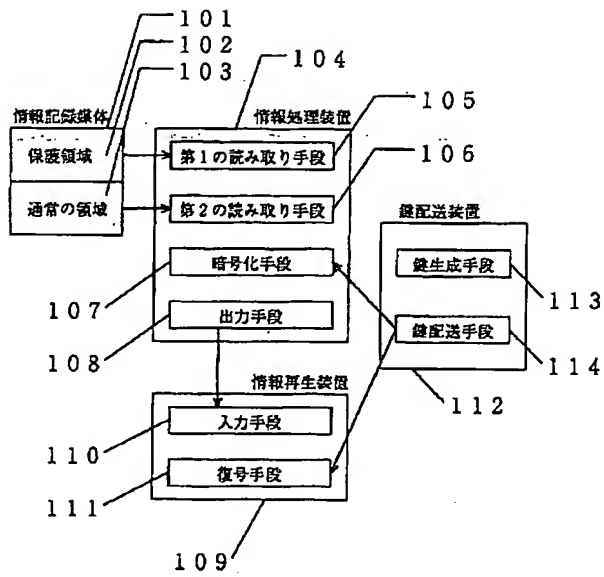 101
102
103
104
情報記録媒体
情報処理装置
105
保護領域
第1の読み取り手段
106
通常の領域
第2の読み取り手段
鍵配送装置
107
暗号化手段
鍵生成手段
113
108
出力手段
鍵配送手段
114
情報再生装置
112
110
入力手段
111
復号手段
109